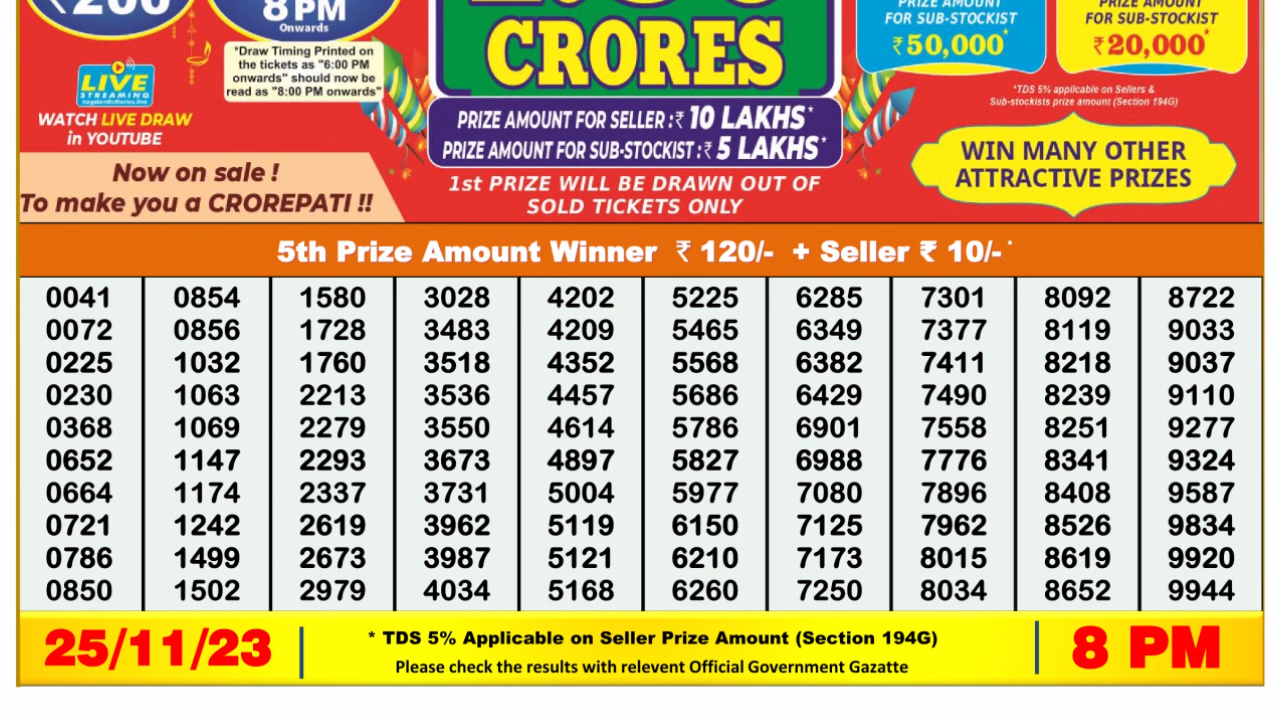 ₹200
8 PM
Onwards
*Draw Timing Printed on
the tickets as "6:00 PM
onwards" should now be
read as "8:00 PM onwards"
LIVE
STREAMING
nagalandlotteries.live
WATCH LIVE DRAW
in YOUTUBE
Now on sale !
To make you a CROREPATI !!
CRORES
PRIZE AMOUNT FOR SELLER :₹ 10 LAKHS*
PRIZE AMOUNT FOR SUB-STOCKIST :₹ 5 LAKHS*
1st PRIZE WILL BE DRAWN OUT OF
SOLD TICKETS ONLY
PRIZE AMOUNT
FOR SUB-STOCKIST
₹50,000*
PRIZE AMOUNT
FOR SUB-STOCKIST
₹20,000*
*TDS 5% applicable on Sellers &
Sub-stockists prize amount (Section 194G)
WIN MANY OTHER
ATTRACTIVE PRIZES
5th Prize Amount Winner ₹ 120/- + Seller ₹ 10/-*
0041 0854 1580 3028 4202 5225 6285 7301 8092 8722
0072 0856 1728 3483 4209 5465 6349 7377 8119 9033
0225 1032 1760 3518 4352 5568 6382 7411 8218 9037
0230 1063 2213 3536 4457 5686 6429 7490 8239 9110
0368 1069 2279 3550 4614 5786 6901 7558 8251 9277
0652 1147 2293 3673 4897 5827 6988 7776 8341 9324
0664 1174 2337 3731 5004 5977 7080 7896 8408 9587
0721 1242 2619 3962 5119 6150 7125 7962 8526 9834
0786 1499 2673 3987 5121 6210 7173 8015 8619 9920
0850 1502 2979 4034 5168 6260 7250 8034 8652 9944
25/11/23
* TDS 5% Applicable on Seller Prize Amount (Section 194G)
Please check the results with relevent Official Government Gazatte
8 PM